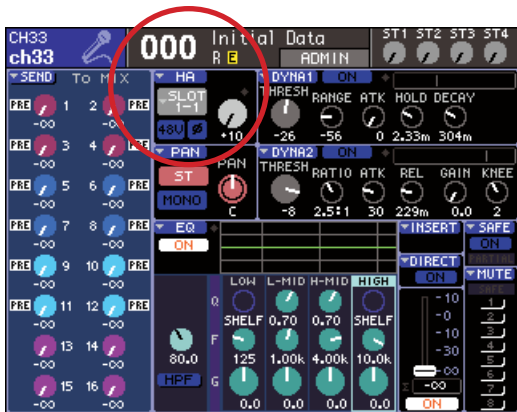 CH33
ch33
000
Initial Data
R E
ADMIN
ST1 ST2 ST3 ST4
SEND To MIX
PRE 1 2 PRE
-∞ -∞
PRE 3 4 PRE
-∞ -∞
PRE 5 6 PRE
-∞ -∞
PRE 7 8 PRE
-∞ -∞
PRE 9 10 PRE
-∞ -∞
PRE 11 12 PRE
-∞ -∞
13 14
-∞ -∞
15 16
-∞ -∞
HA
SLOT
1-1
48V Ø
+10
PAN
ST
PAN
MONO
C
DYNA1 ON
THRESH RANGE ATK HOLD DECAY
-26 -56 0 2.33m 304m
DYNA2 ON
THRESH RATIO ATK REL GAIN KNEE
-8 2.5:1 30 229m 0.0 2
EQ
ON
LOW L-MID H-MID HIGH
Q
SHELF 0.70 0.70 SHELF
F
80.0
125 1.00k 4.00k 10.0k
HPF
G
0.0 0.0 0.0 0.0
INSERT
DIRECT
ON
-10
-0
-10
-30
-∞
Σ -∞
ON
SAFE
ON
PARTIAL
MUTE
SAFE
1
2
3
4
5
6
7
8